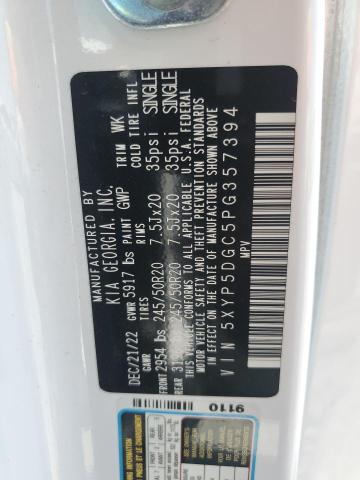 MANUFACTURED BY
KIA GEORGIA, INC.
DEC/21/22 GVWR 5917 lbs PAINT GWP TRIM WK
GAWR RIMS COLD TIRE INFL
FRONT 2954 lbs 245/50R20 7.5Jx20 35psi SINGLE
REAR 245/50R20 7.5Jx20 35psi SINGLE
THIS VEHICLE CONFORMS TO ALL APPLICABLE U.S.A. FEDERAL
MOTOR VEHICLE SAFETY AND THEFT PREVENTION STANDARDS
IN EFFECT ON THE DATE OF MANUFACTURE SHOWN ABOVE.
VIN 5XYP5DGC5PG357394
9110